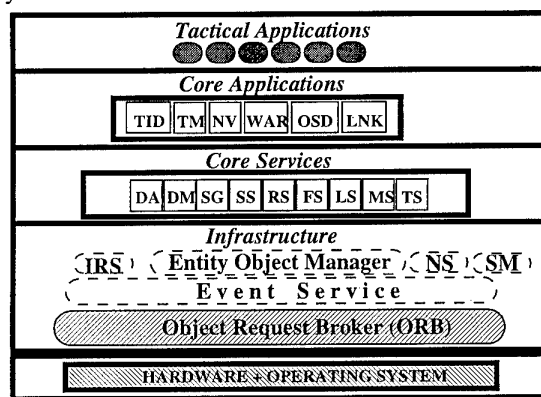 y
Tactical Applications
Core Applications
TID TM NV WAR OSD LNK
Core Services
DA DM SG SS RS FS LS MS TS
Infrastructure
IRS Entity Object Manager NS SM
Event Service
Object Request Broker (ORB)
HARDWARE + OPERATING SYSTEM